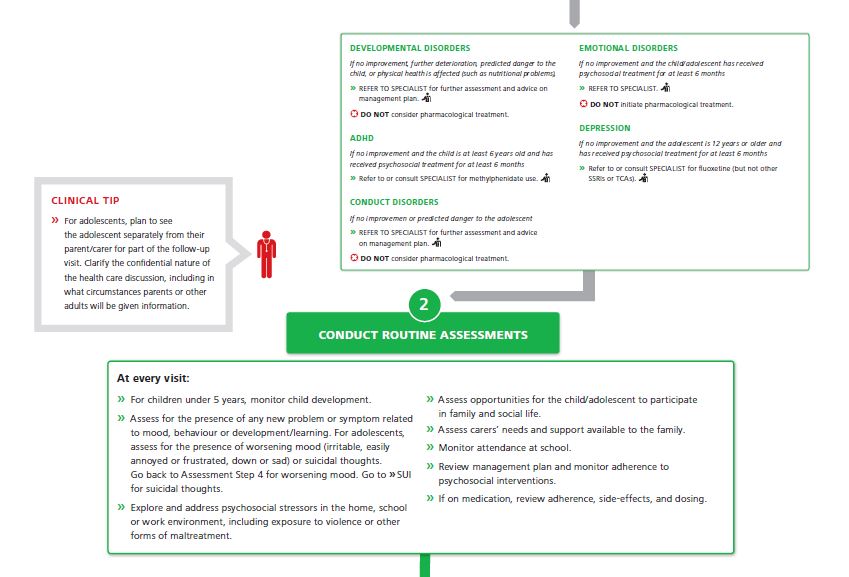 DEVELOPMENTAL DISORDERS
If no improvement, further deterioration, predicted danger to the
child, or physical health is affected (such as nutritional problems),
» REFER TO SPECIALIST for further assessment and advice on
management plan.
DO NOT consider pharmacological treatment.
ADHD
If no improvement and the child is at least 6 years old and has
received psychosocial treatment for at least 6 months
» Refer to or consult SPECIALIST for methylphenidate use.
CONDUCT DISORDERS
If no improvemen or predicted danger to the adolescent
» REFER TO SPECIALIST for further assessment and advice
on management plan.
DO NOT consider pharmacological treatment.
EMOTIONAL DISORDERS
If no improvement and the child/adolescent has received
psychosocial treatment for at least 6 months
» REFER TO SPECIALIST.
DO NOT initiate pharmacological treatment.
DEPRESSION
If no improvement and the adolescent is 12 years or older and
has received psychosocial treatment for at least 6 months
» Refer to or consult SPECIALIST for fluoxetine (but not other
SSRIs or TCAs).
CLINICAL TIP
» For adolescents, plan to see
the adolescent separately from their
parent/carer for part of the follow-up
visit. Clarify the confidential nature of
the health care discussion, including in
what circumstances parents or other
adults will be given information.
2
CONDUCT ROUTINE ASSESSMENTS
At every visit:
» For children under 5 years, monitor child development.
» Assess for the presence of any new problem or symptom related
to mood, behaviour or development/learning. For adolescents,
assess for the presence of worsening mood (irritable, easily
annoyed or frustrated, down or sad) or suicidal thoughts.
Go back to Assessment Step 4 for worsening mood. Go to » SUI
for suicidal thoughts.
» Explore and address psychosocial stressors in the home, school
or work environment, including exposure to violence or other
forms of maltreatment.
» Assess opportunities for the child/adolescent to participate
in family and social life.
» Assess carers’ needs and support available to the family.
» Monitor attendance at school.
» Review management plan and monitor adherence to
psychosocial interventions.
» If on medication, review adherence, side-effects, and dosing.